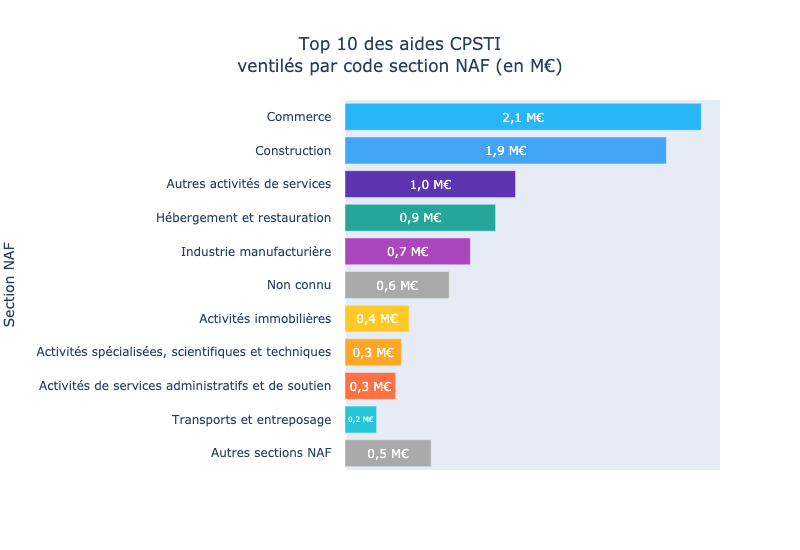 Top 10 des aides CPSTI
ventilés par code section NAF (en M€)
Section NAF
Commerce 2,1 M€
Construction 1,9 M€
Autres activités de services 1,0 M€
Hébergement et restauration 0,9 M€
Industrie manufacturière 0,7 M€
Non connu 0,6 M€
Activités immobilières 0,4 M€
Activités spécialisées, scientifiques et techniques 0,3 M€
Activités de services administratifs et de soutien 0,3 M€
Transports et entreposage 0,2 M€
Autres sections NAF 0,5 M€